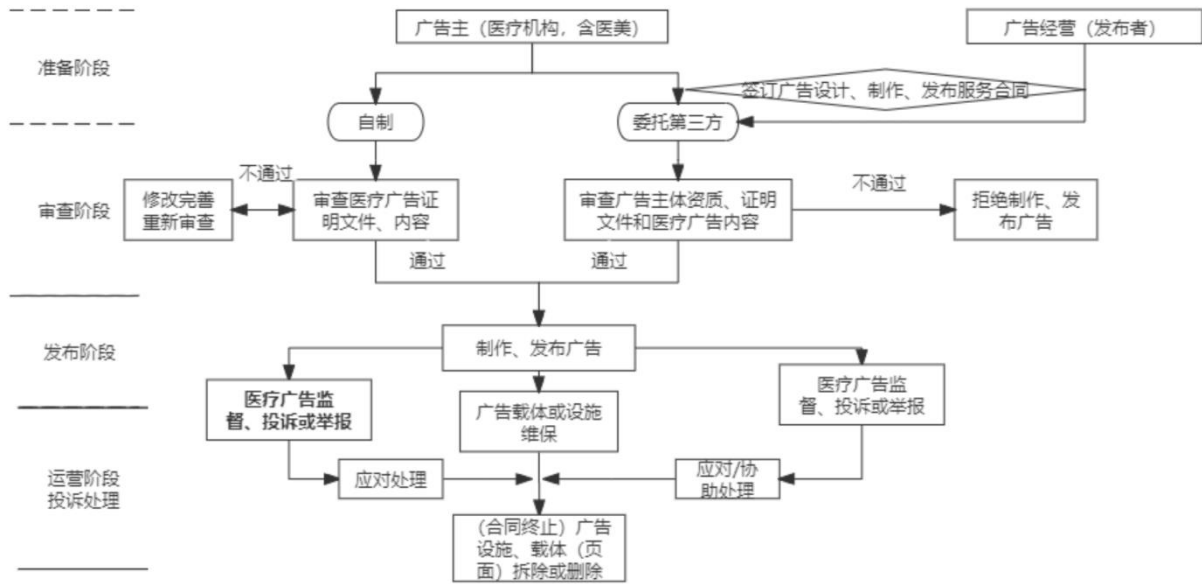 广告主（医疗机构，含医美）
广告经营（发布者）
准备阶段
签订广告设计、制作、发布服务合同
自制
委托第三方
不通过
不通过
审查阶段
修改完善
重新审查
审查医疗广告证
明文件、内容
审查广告主体资质、证明
文件和医疗广告内容
拒绝制作、发
布广告
通过
通过
发布阶段
制作、发布广告
医疗广告监
督、投诉或举报
广告载体或设施
维保
医疗广告监
督、投诉或举报
运营阶段
投诉处理
应对处理
应对/协
助处理
（合同终止）广告
设施、载体（页
面）拆除或删除